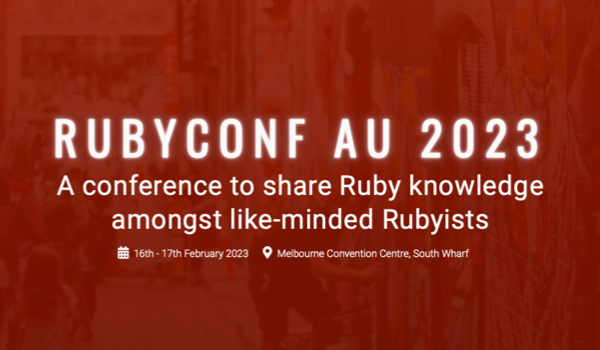 RUBYCONF AU 2023
A conference to share Ruby knowledge
amongst like-minded Rubyists
16th - 17th February 2023 Melbourne Convention Centre, South Wharf